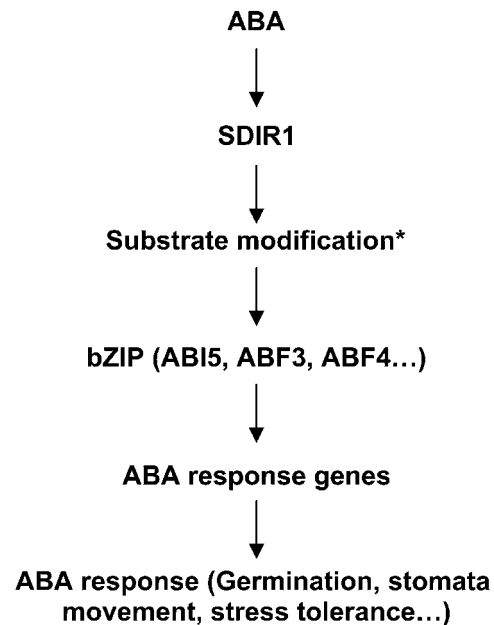 ABA
SDIR1
Substrate modification*
bZIP (ABI5, ABF3, ABF4…)
ABA response genes
ABA response (Germination, stomata
movement, stress tolerance…)